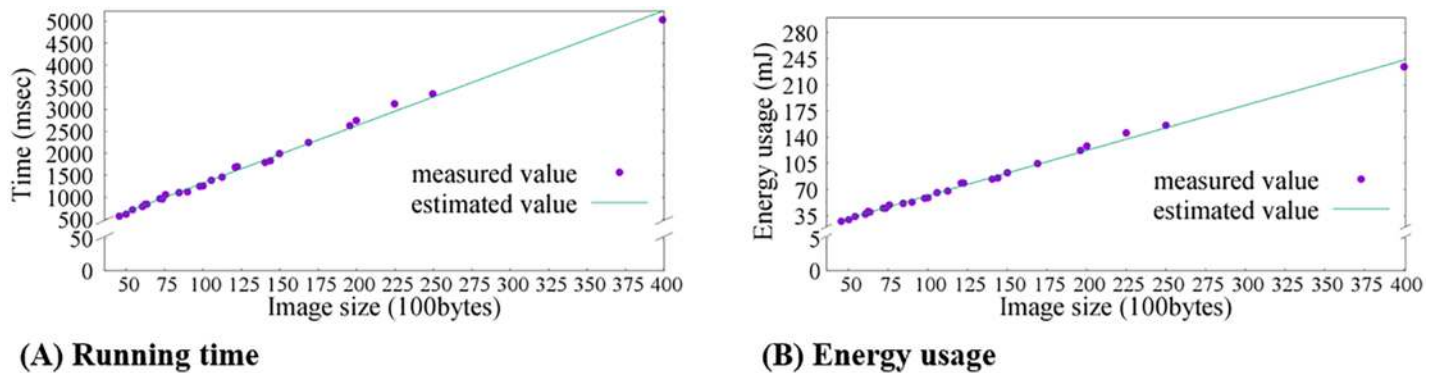 5000
4500
4000
3500
3000
2500
2000
1500
1000
500
50
0
Time (msec)
measured value
estimated value
50 75 100 125 150 175 200 225 250 275 300 325 350 375 400
Image size (100bytes)
(A) Running time
280
245
210
175
140
105
70
35
5
0
Energy usage (mJ)
measured value
estimated value
50 75 100 125 150 175 200 225 250 275 300 325 350 375 400
Image size (100bytes)
(B) Energy usage